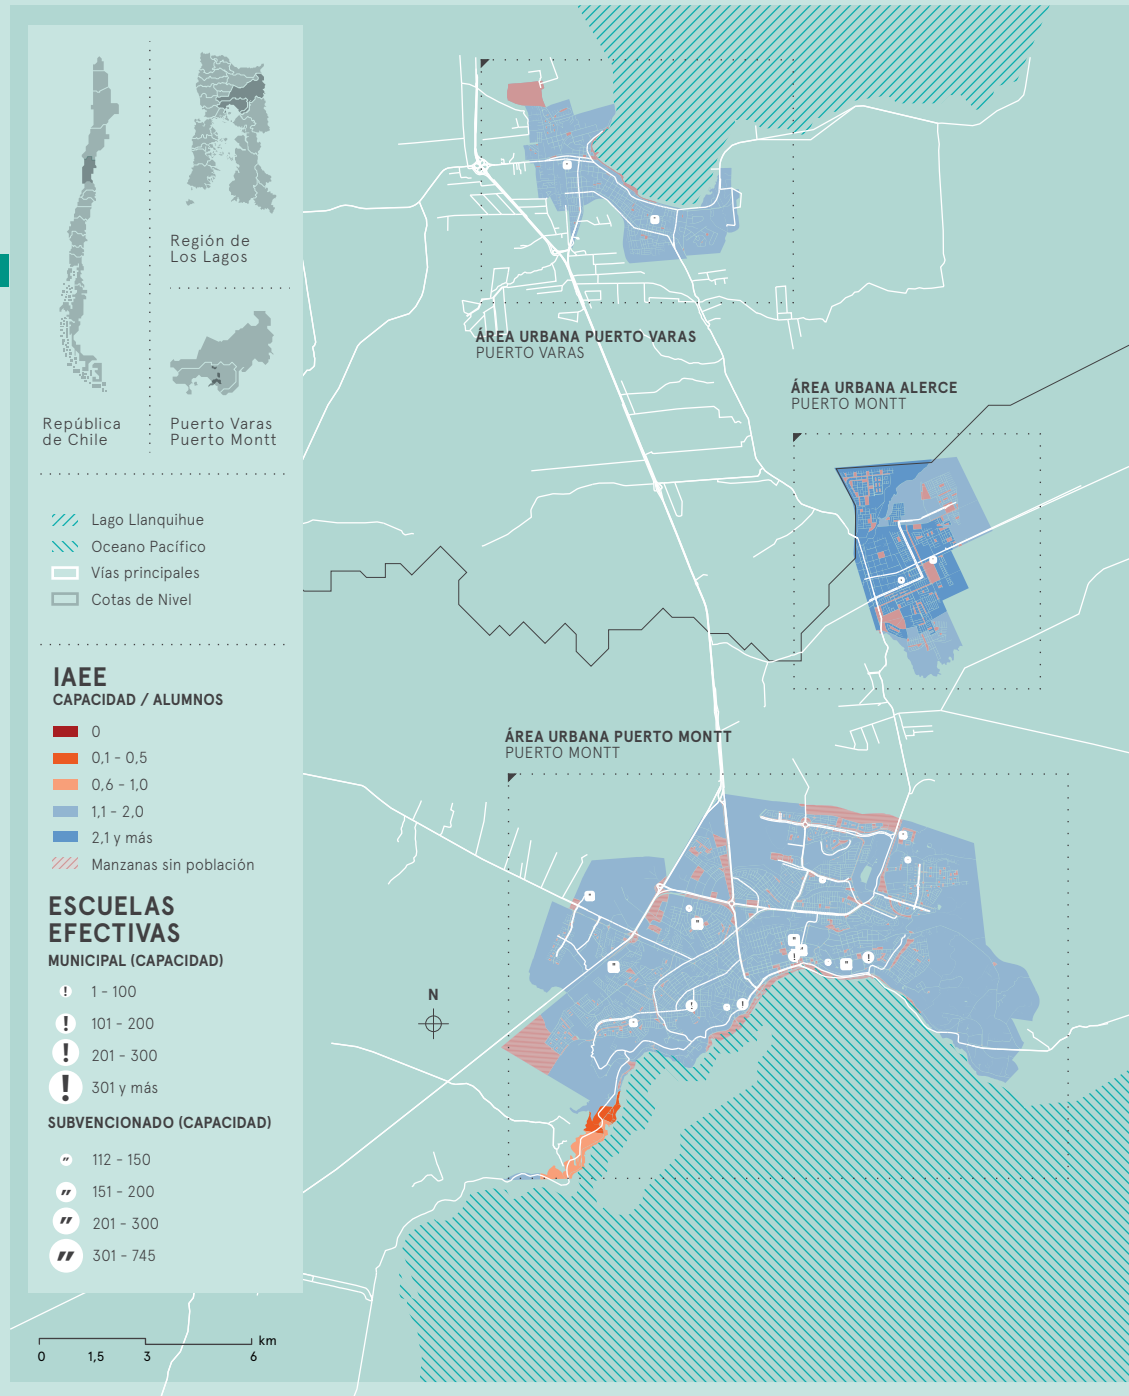 Región de
Los Lagos
República
de Chile
Puerto Varas
Puerto Montt
Lago Llanquihue
Oceano Pacífico
Vías principales
Cotas de Nivel
IAEE
CAPACIDAD / ALUMNOS
0
0,1 - 0,5
0,6 - 1,0
1,1 - 2,0
2,1 y más
Manzanas sin población
ESCUELAS
EFECTIVAS
MUNICIPAL (CAPACIDAD)
! 1 - 100
! 101 - 200
! 201 - 300
! 301 y más
SUBVENCIONADO (CAPACIDAD)
" 112 - 150
" 151 - 200
" 201 - 300
" 301 - 745
km
0 1,5 3 6
ÁREA URBANA PUERTO VARAS
PUERTO VARAS
ÁREA URBANA ALERCE
PUERTO MONTT
ÁREA URBANA PUERTO MONTT
PUERTO MONTT
N